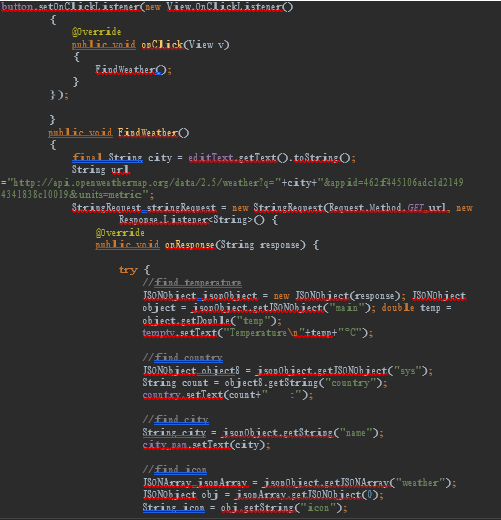 button.setOnClickListener(new View.OnClickListener()
{
@Override
public void onClick(View v)
{
FindWeather();
}
});
}
public void FindWeather()
{
final String city = editText.getText().toString();
String url
="http://api.openweathermap.org/data/2.5/weather?q="+city+"&appid=462f445106adc1d2149
4341838c10019&units=metric";
StringRequest stringRequest = new StringRequest(Request.Method.GET url, new
Response.Listener<String>() {
@Override
public void onResponse(String response) {
try {
//find temperature
JSONObject jsonObject = new JSONObject(response); JSONObject
object = jsonObject.getJSONObject("main"); double temp =
object.getDouble("temp");
temptv.setText("Temperature\n"+temp+"°C");
//find country
JSONObject object8 = jsonObject.getJSONObject("sys");
String count = object8.getString("country");
country.setText(count+" :");
//find city
String city = jsonObject.getString("name");
city_nam.setText(city);
//find icon
JSONArray jsonArray = jsonObject.getJSONArray("weather");
JSONObject obj = jsonArray.getJSONObject(0);
String icon = obj.getString("icon");